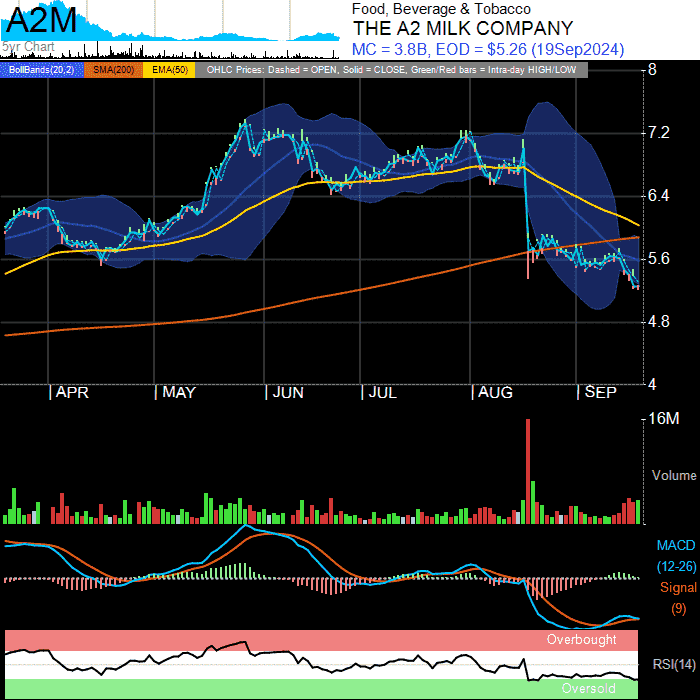 A2M
5yr Chart
Food, Beverage & Tobacco
THE A2 MILK COMPANY
MC = 3.8B, EOD = $5.26 (19Sep2024)
BollBands(20,2) SMA(200) EMA(50) OHLC Prices: Dashed = OPEN, Solid = CLOSE, Green/Red bars = Intra-day HIGH/LOW
8
7.2
6.4
5.6
4.8
4
APR MAY JUN JUL AUG SEP
16M
Volume
MACD
(12-26)
Signal
(9)
Overbought
RSI(14)
Oversold